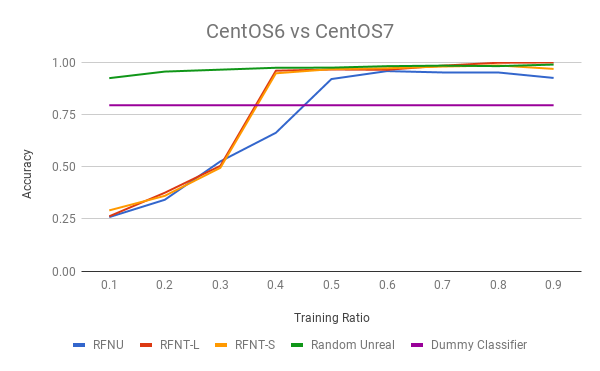 CentOS6 vs CentOS7
1.00
0.75
0.50
0.25
0.00
Accuracy
0.1 0.2 0.3 0.4 0.5 0.6 0.7 0.8 0.9
Training Ratio
RFNU RFNT-L RFNT-S Random Unreal Dummy Classifier